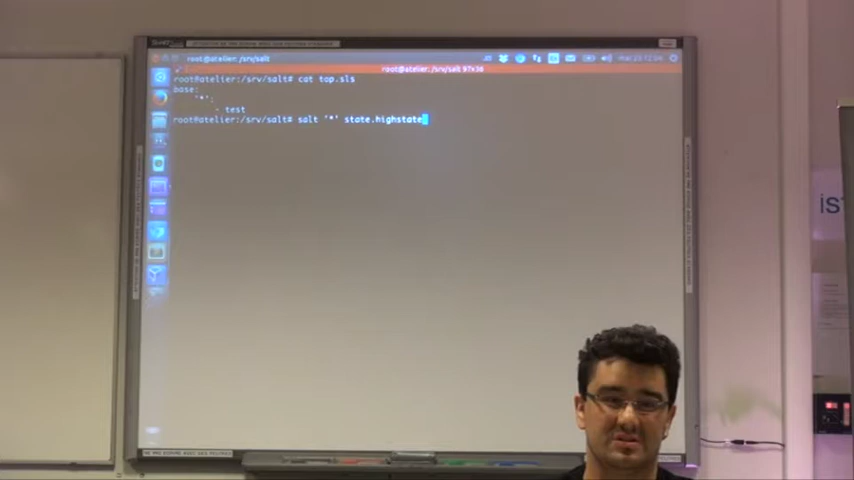 root@atelier: /srv/salt
root@atelier: /srv/salt 97x36
root@atelier:/srv/salt# cat top.sls
base:
'*':
- test
root@atelier:/srv/salt# salt '*' state.highstate